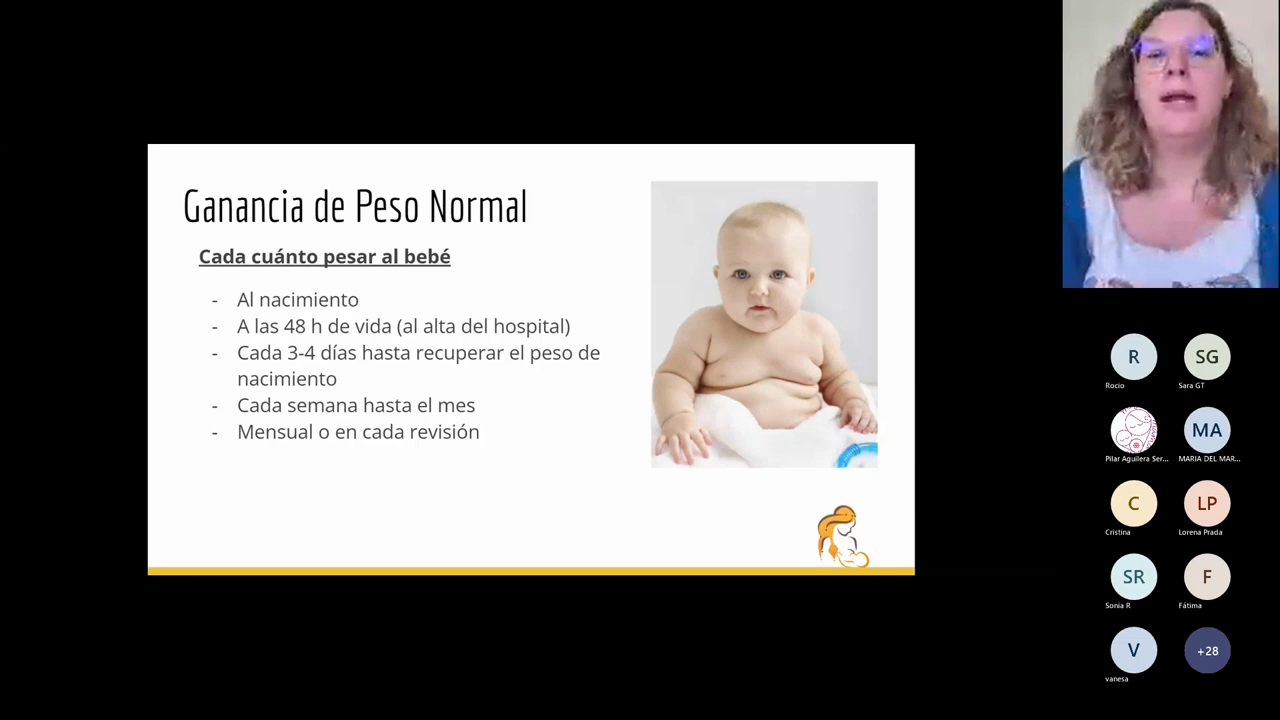 Ganancia de Peso Normal
Cada cuánto pesar al bebé
- Al nacimiento
- A las 48 h de vida (al alta del hospital)
- Cada 3-4 días hasta recuperar el peso de
nacimiento
- Cada semana hasta el mes
- Mensual o en cada revisión
R
SG
Rocio
Sara GT
MA
Pilar Aguilera Ser...
MARIA DEL MAR...
C
LP
Cristina
Lorena Prada
SR
F
Sonia R
Fátima
V
+28
vanesa